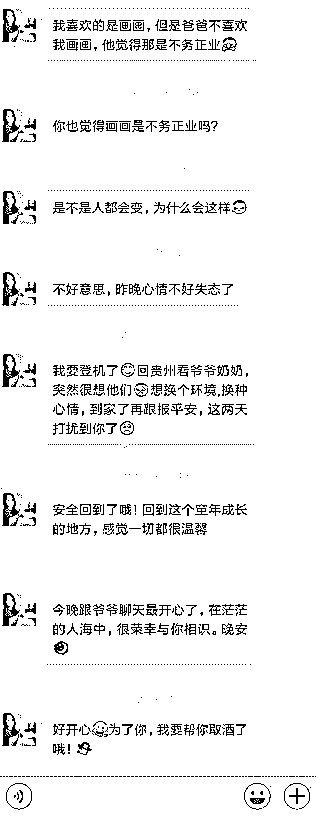 我喜欢的是画画，但是爸爸不喜欢
我画画，他觉得那是不务正业
你也觉得画画是不务正业吗？
是不是人都会变，为什么会这样
不好意思，昨晚心情不好失态了
我要登机了回贵州看爷爷奶奶，
突然很想他们想换个环境,换种
心情，到家了再跟报平安，这两天
打扰到你了
安全回到了哦！回到这个童年成长
的地方，感觉一切都很温馨
今晚跟爷爷聊天最开心了，在茫茫
的人海中，很荣幸与你相识。晚安
好开心为了你，我要帮你取酒了
哦！